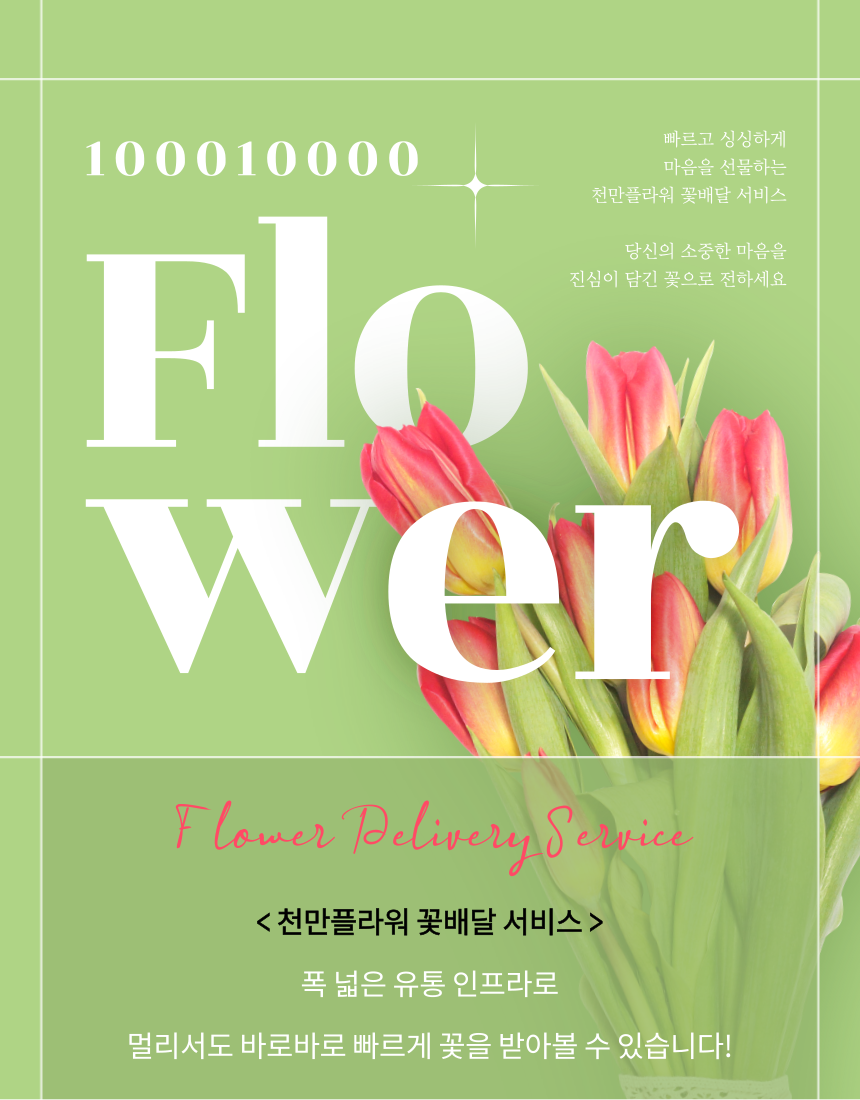 100010000
빠르고 싱싱하게
마음을 선물하는
천만플라워 꽃배달 서비스
당신의 소중한 마음을
진심이 담긴 꽃으로 전하세요
Flo
wer
Flower Delivery Service
< 천만플라워 꽃배달 서비스 >
폭 넓은 유통 인프라로
멀리서도 바로바로 빠르게 꽃을 받아볼 수 있습니다!